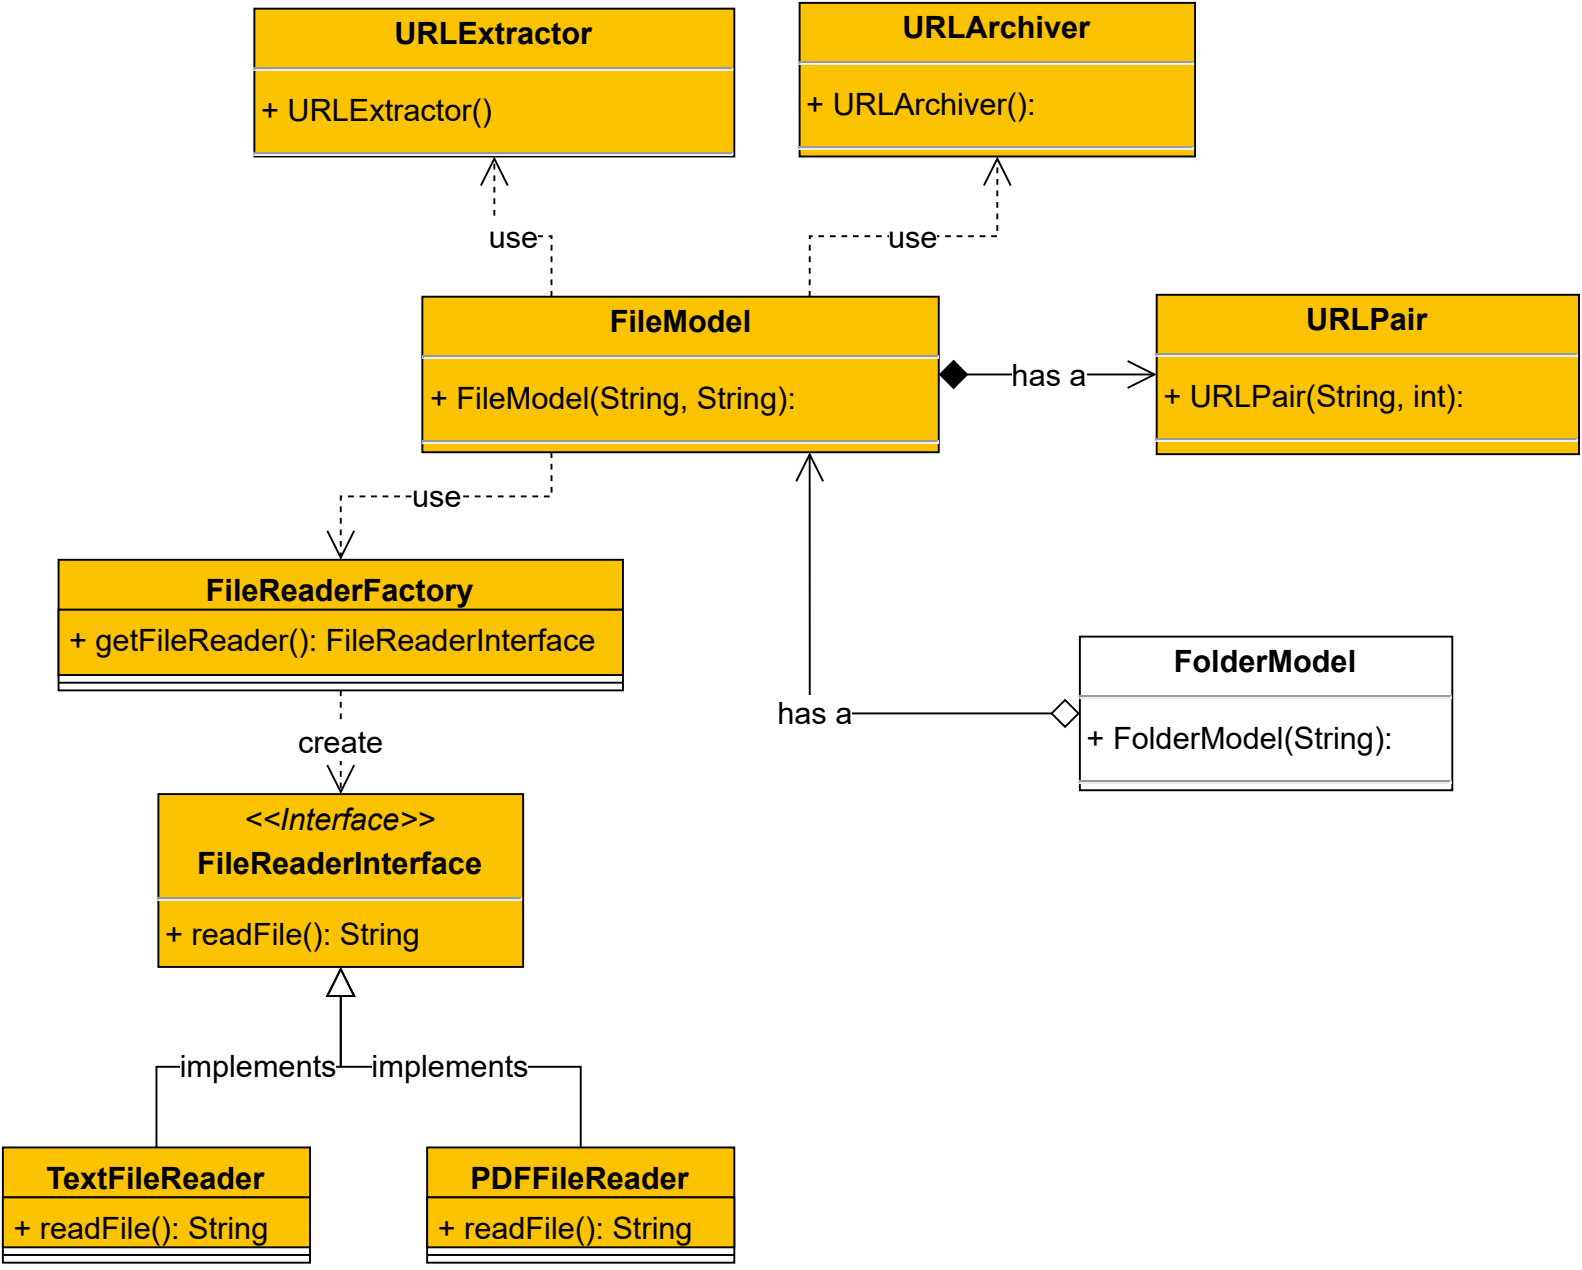 URLExtractor
+ URLExtractor()
URLArchiver
+ URLArchiver():
use
use
FileModel
+ FileModel(String, String):
has a
URLPair
+ URLPair(String, int):
use
FileReaderFactory
+ getFileReader(): FileReaderInterface
FolderModel
+ FolderModel(String):
has a
create
<<Interface>>
FileReaderInterface
+ readFile(): String
implements
implements
TextFileReader
+ readFile(): String
PDFFileReader
+ readFile(): String